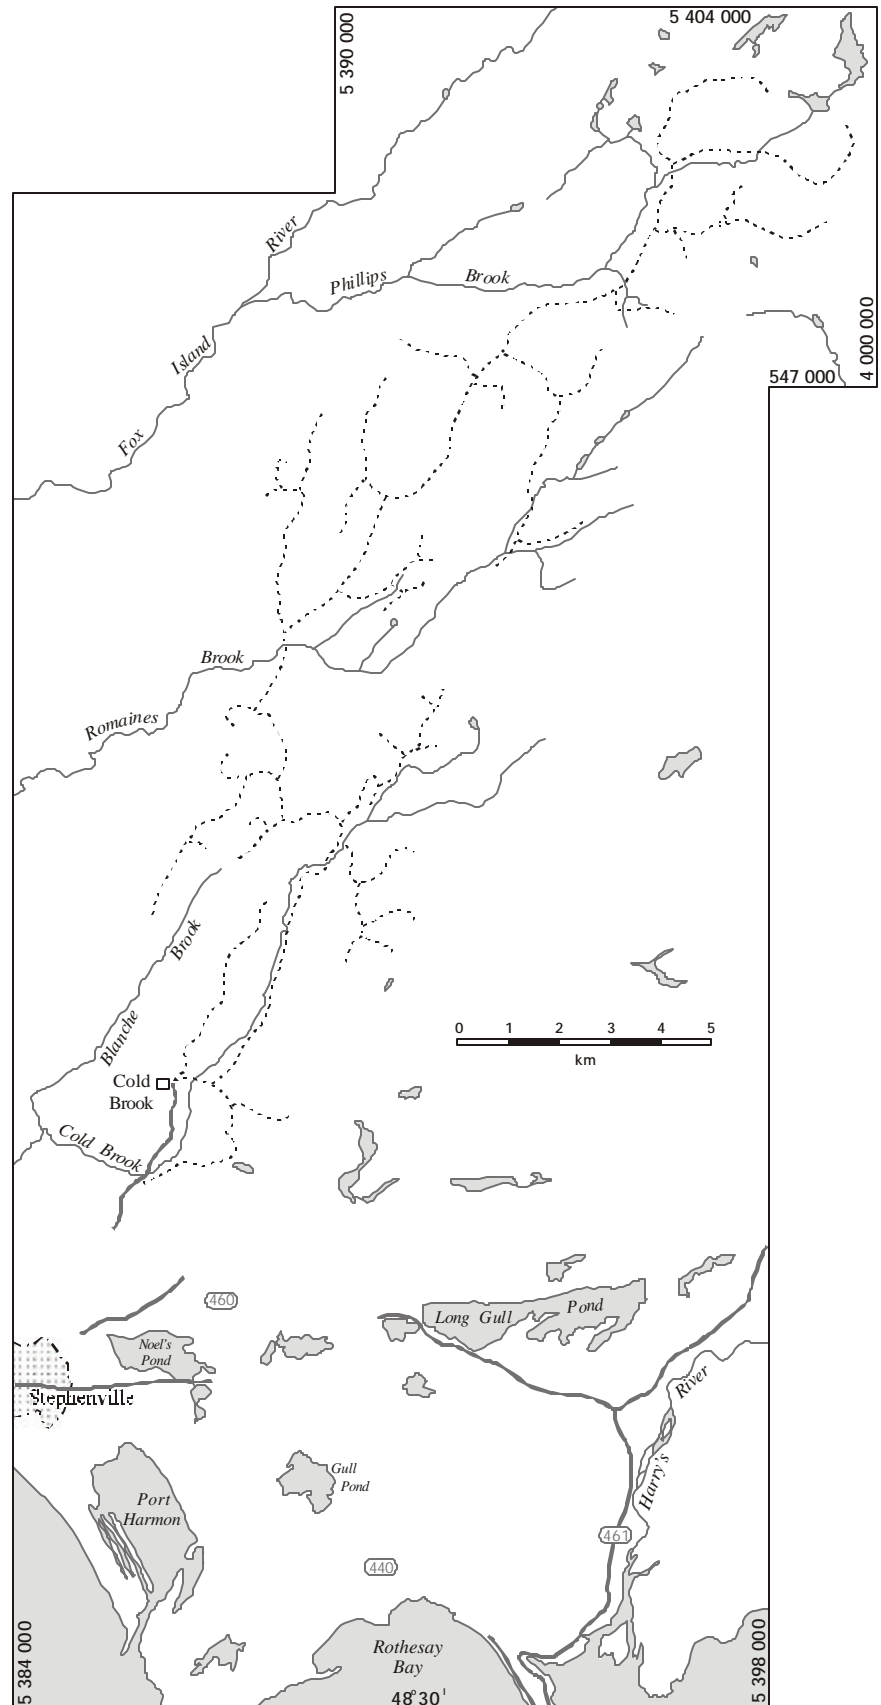 5 390 000
5 404 000
River
Phillips
Brook
Island
Fox
4 000 000
547 000
Brook
Romaines
Brook
Blanche
0 1 2 3 4 5
km
Cold
Brook
Cold Brook
460
Long Gull
Pond
Noel's
Pond
Stephenville
River
Gull
Pond
Harry's
Port
Harmon
461
440
Rothesay
Bay
5 384 000
5 398 000
48°30'